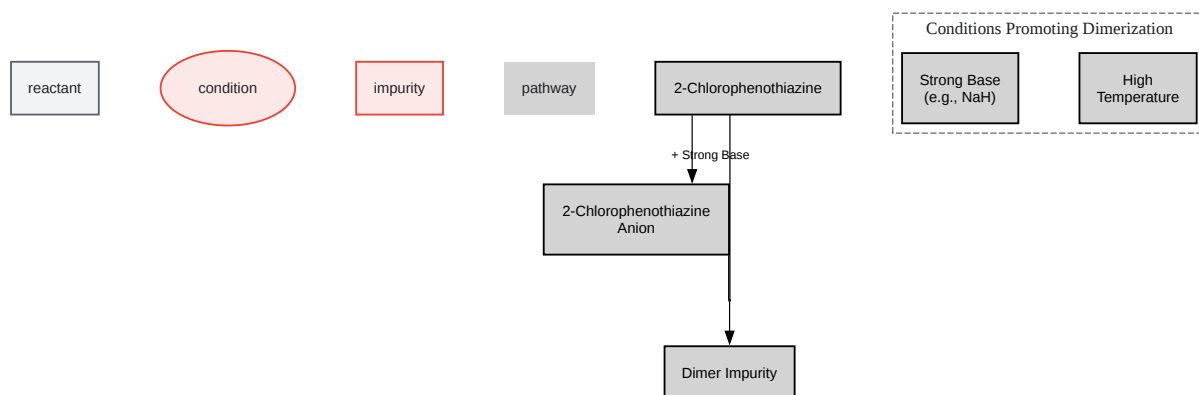 Conditions Promoting Dimerization
reactant
condition
impurity
pathway
2-Chlorophenothiazine
Strong Base
(e.g., NaH)
High
Temperature
+ Strong Base
2-Chlorophenothiazine
Anion
Dimer Impurity